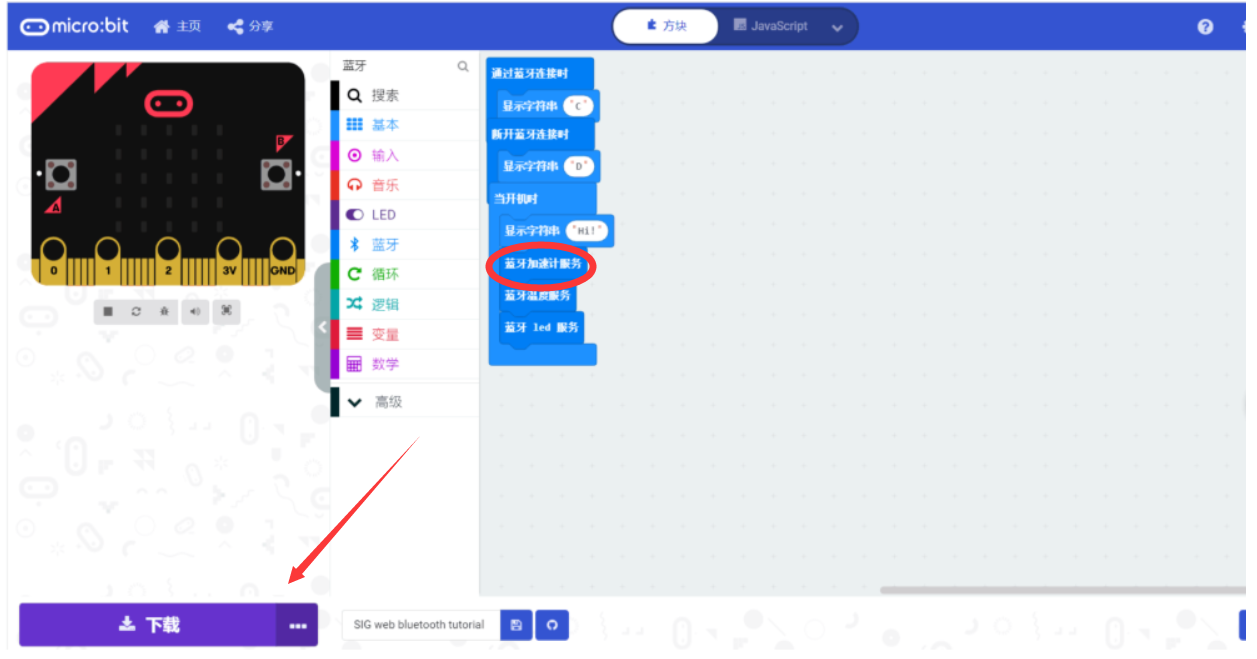 micro:bit 主页 分享 方块 JavaScript
蓝牙
搜索
基本
输入
音乐
LED
蓝牙
循环
逻辑
变量
数学
高级
通过蓝牙连接时
显示字符串 "C"
断开蓝牙连接时
显示字符串 "D"
当开机时
显示字符串 "Hi!"
蓝牙加速计服务
蓝牙温度服务
蓝牙 led 服务
A
B
0 1 2 3V GND
下载
SIG web bluetooth tutorial